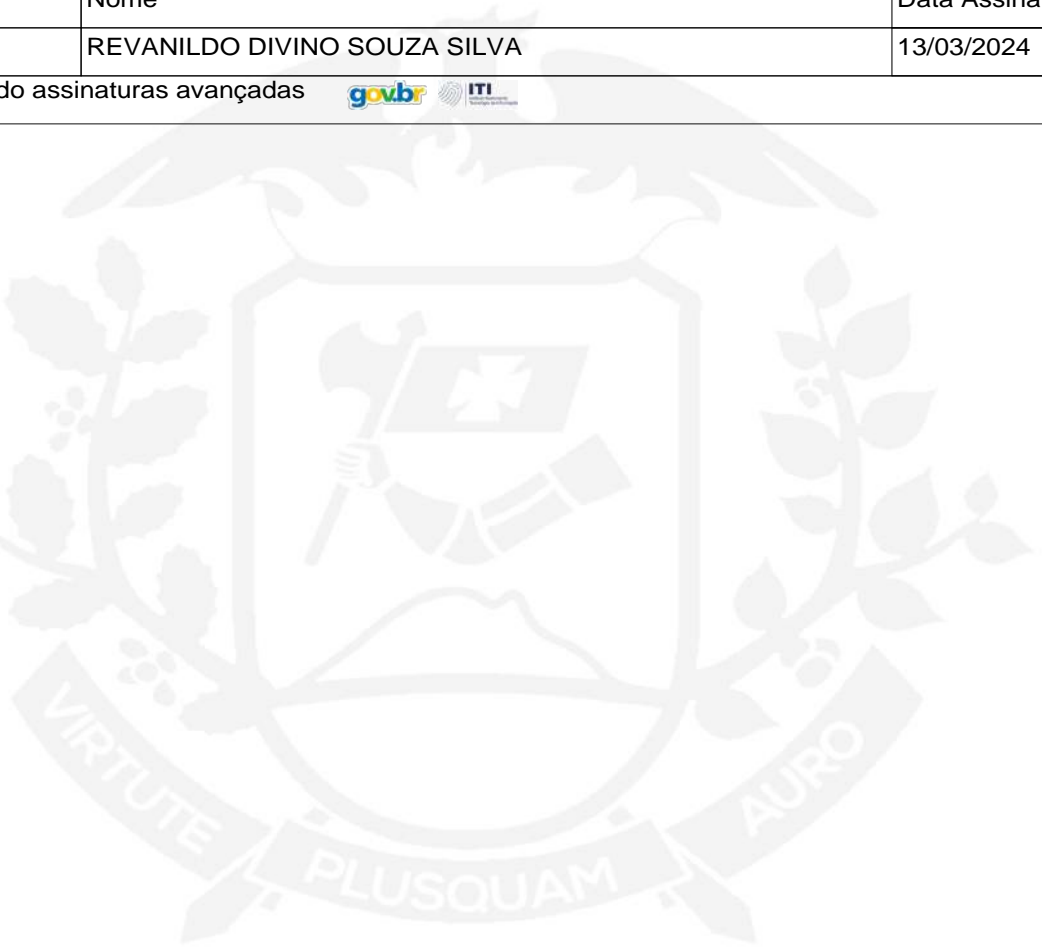 Nome Data Assina
REVANILDO DIVINO SOUZA SILVA 13/03/2024
do assinaturas avançadas gov.br ITI
VIRTUTE PLUSQUAM AURO